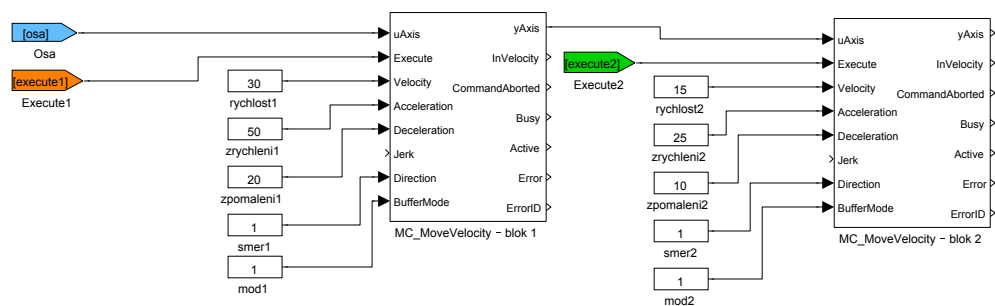 [osa]
Osa
[execute1]
Execute1
30
rychlost1
50
zrychleni1
20
zpomaleni1
1
smer1
1
mod1
uAxis
Execute
Velocity
Acceleration
Deceleration
Jerk
Direction
BufferMode
yAxis
InVelocity
CommandAborted
Busy
Active
Error
ErrorID
MC_MoveVelocity - blok 1
[execute2]
Execute2
15
rychlost2
25
zrychleni2
10
zpomaleni2
1
smer2
1
mod2
uAxis
Execute
Velocity
Acceleration
Deceleration
Jerk
Direction
BufferMode
yAxis
InVelocity
CommandAborted
Busy
Active
Error
ErrorID
MC_MoveVelocity - blok 2